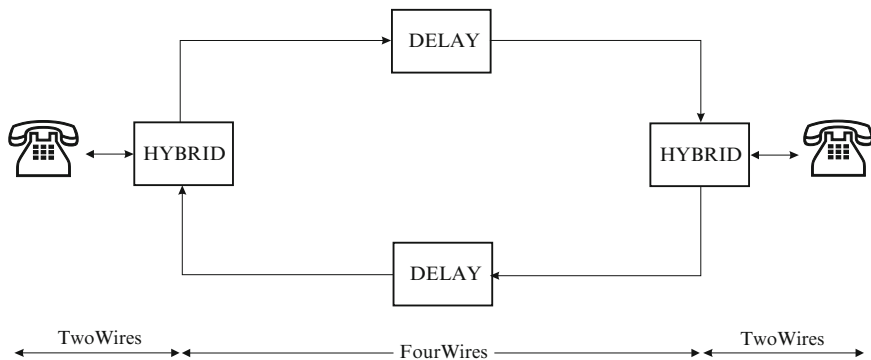 DELAY
HYBRID
HYBRID
DELAY
TwoWires
FourWires
TwoWires